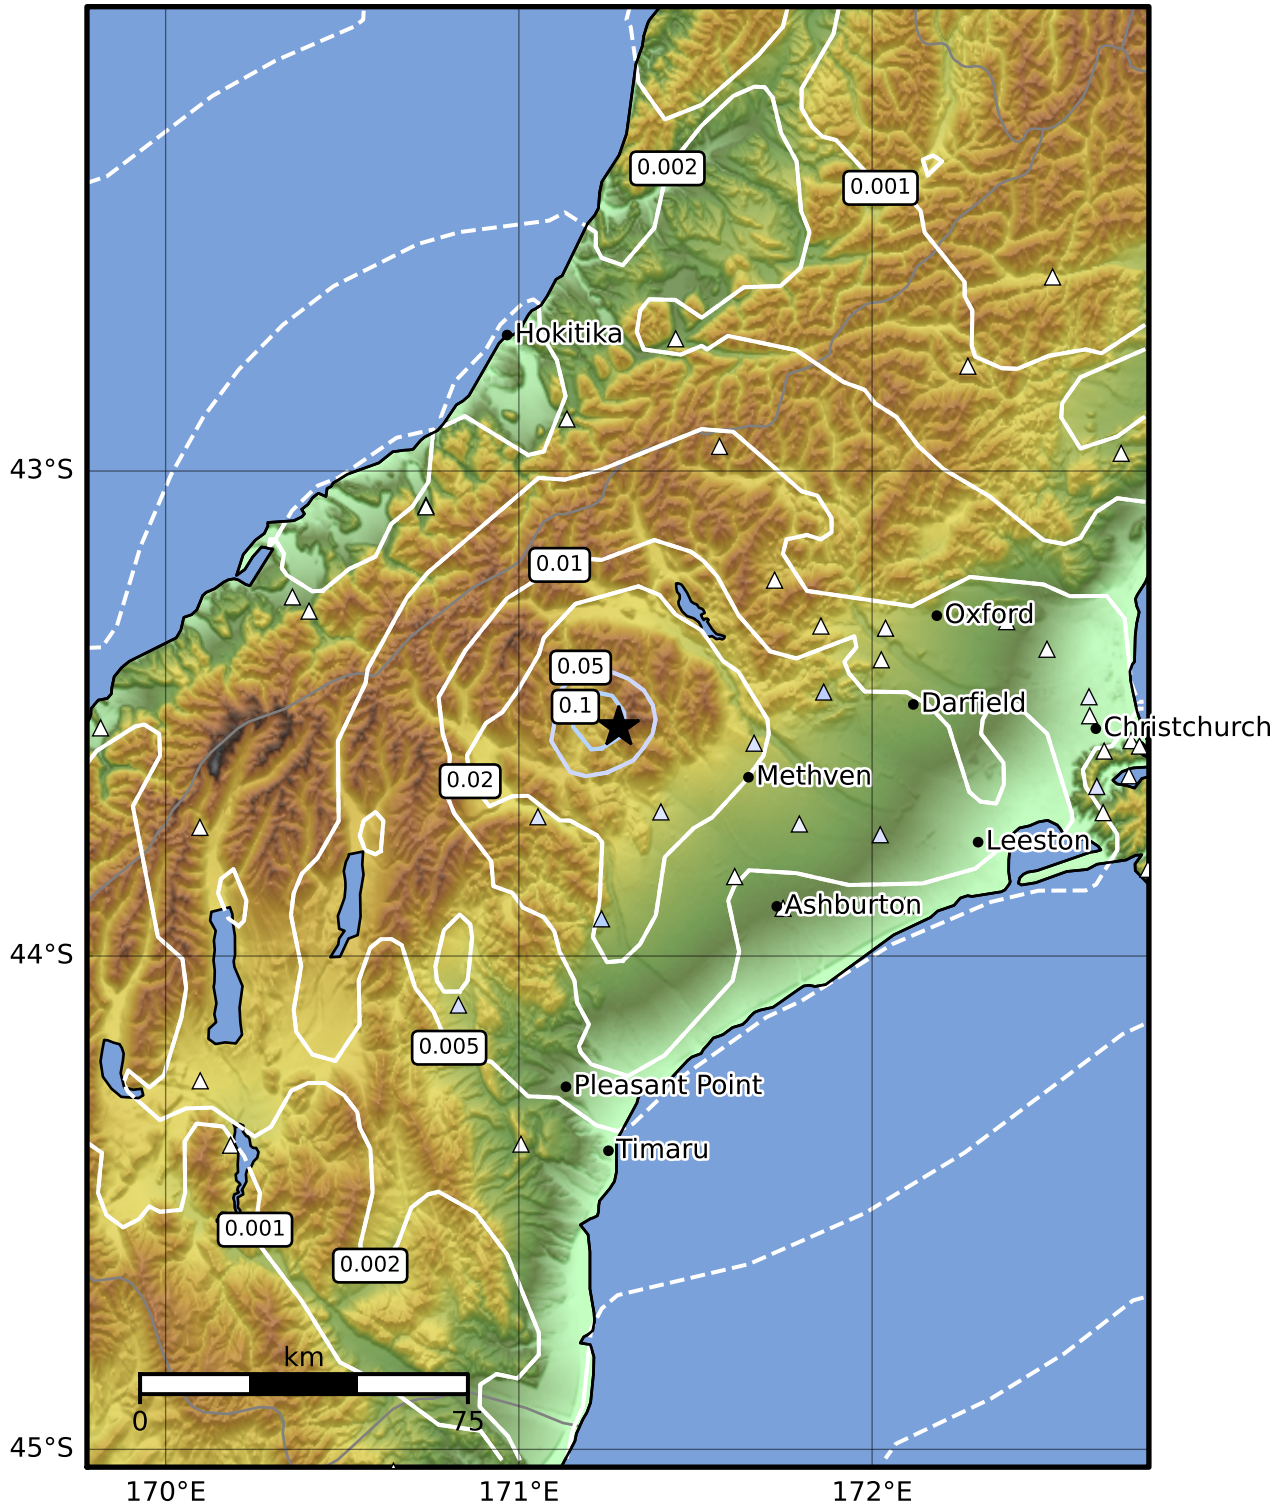 0.002
0.001
Hokitika
43°S
0.01
Oxford
0.05
Darfield
0.1
Christchurch
Methven
0.02
Leeston
Ashburton
44°S
0.005
Pleasant Point
Timaru
0.001
0.002
km
0 75
45°S
170°E 171°E 172°E